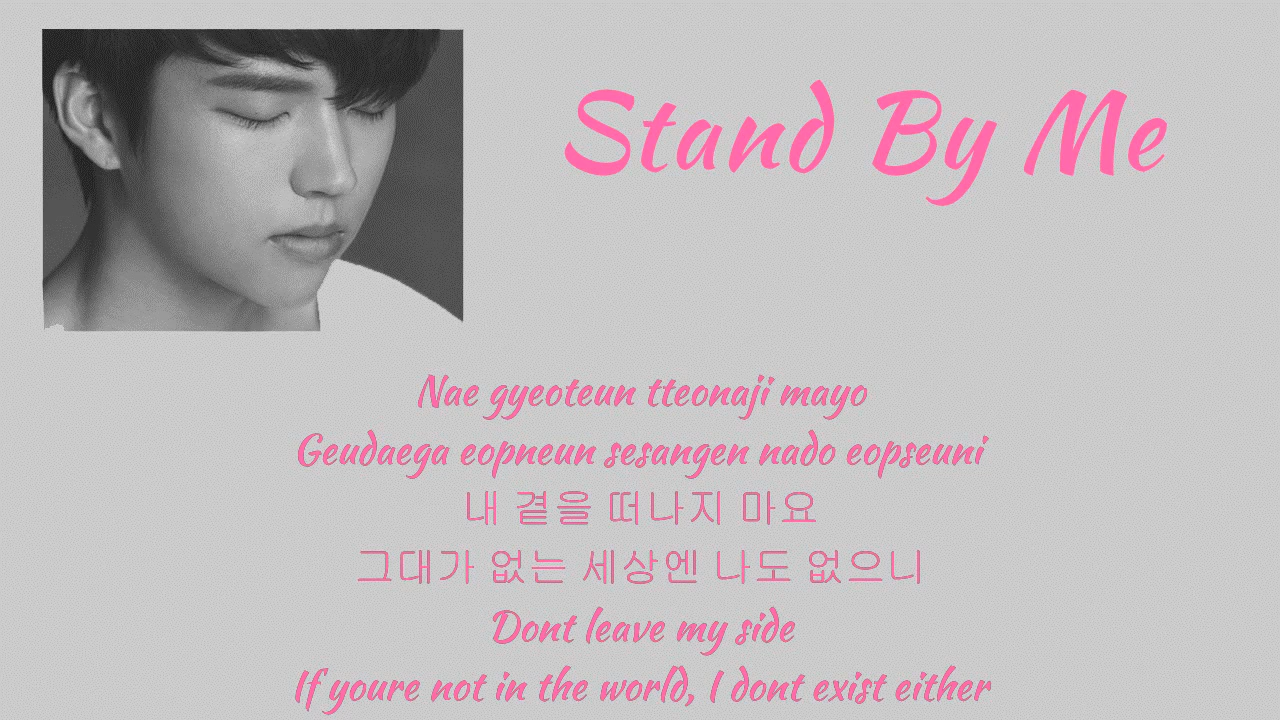 Stand By Me
Nae gyeoteun tteonaji mayo
Geudaega eopneun sesangen nado eopseuni
내 곁을 떠나지 마요
그대가 없는 세상엔 나도 없으니
Dont leave my side
If youre not in the world, I dont exist either